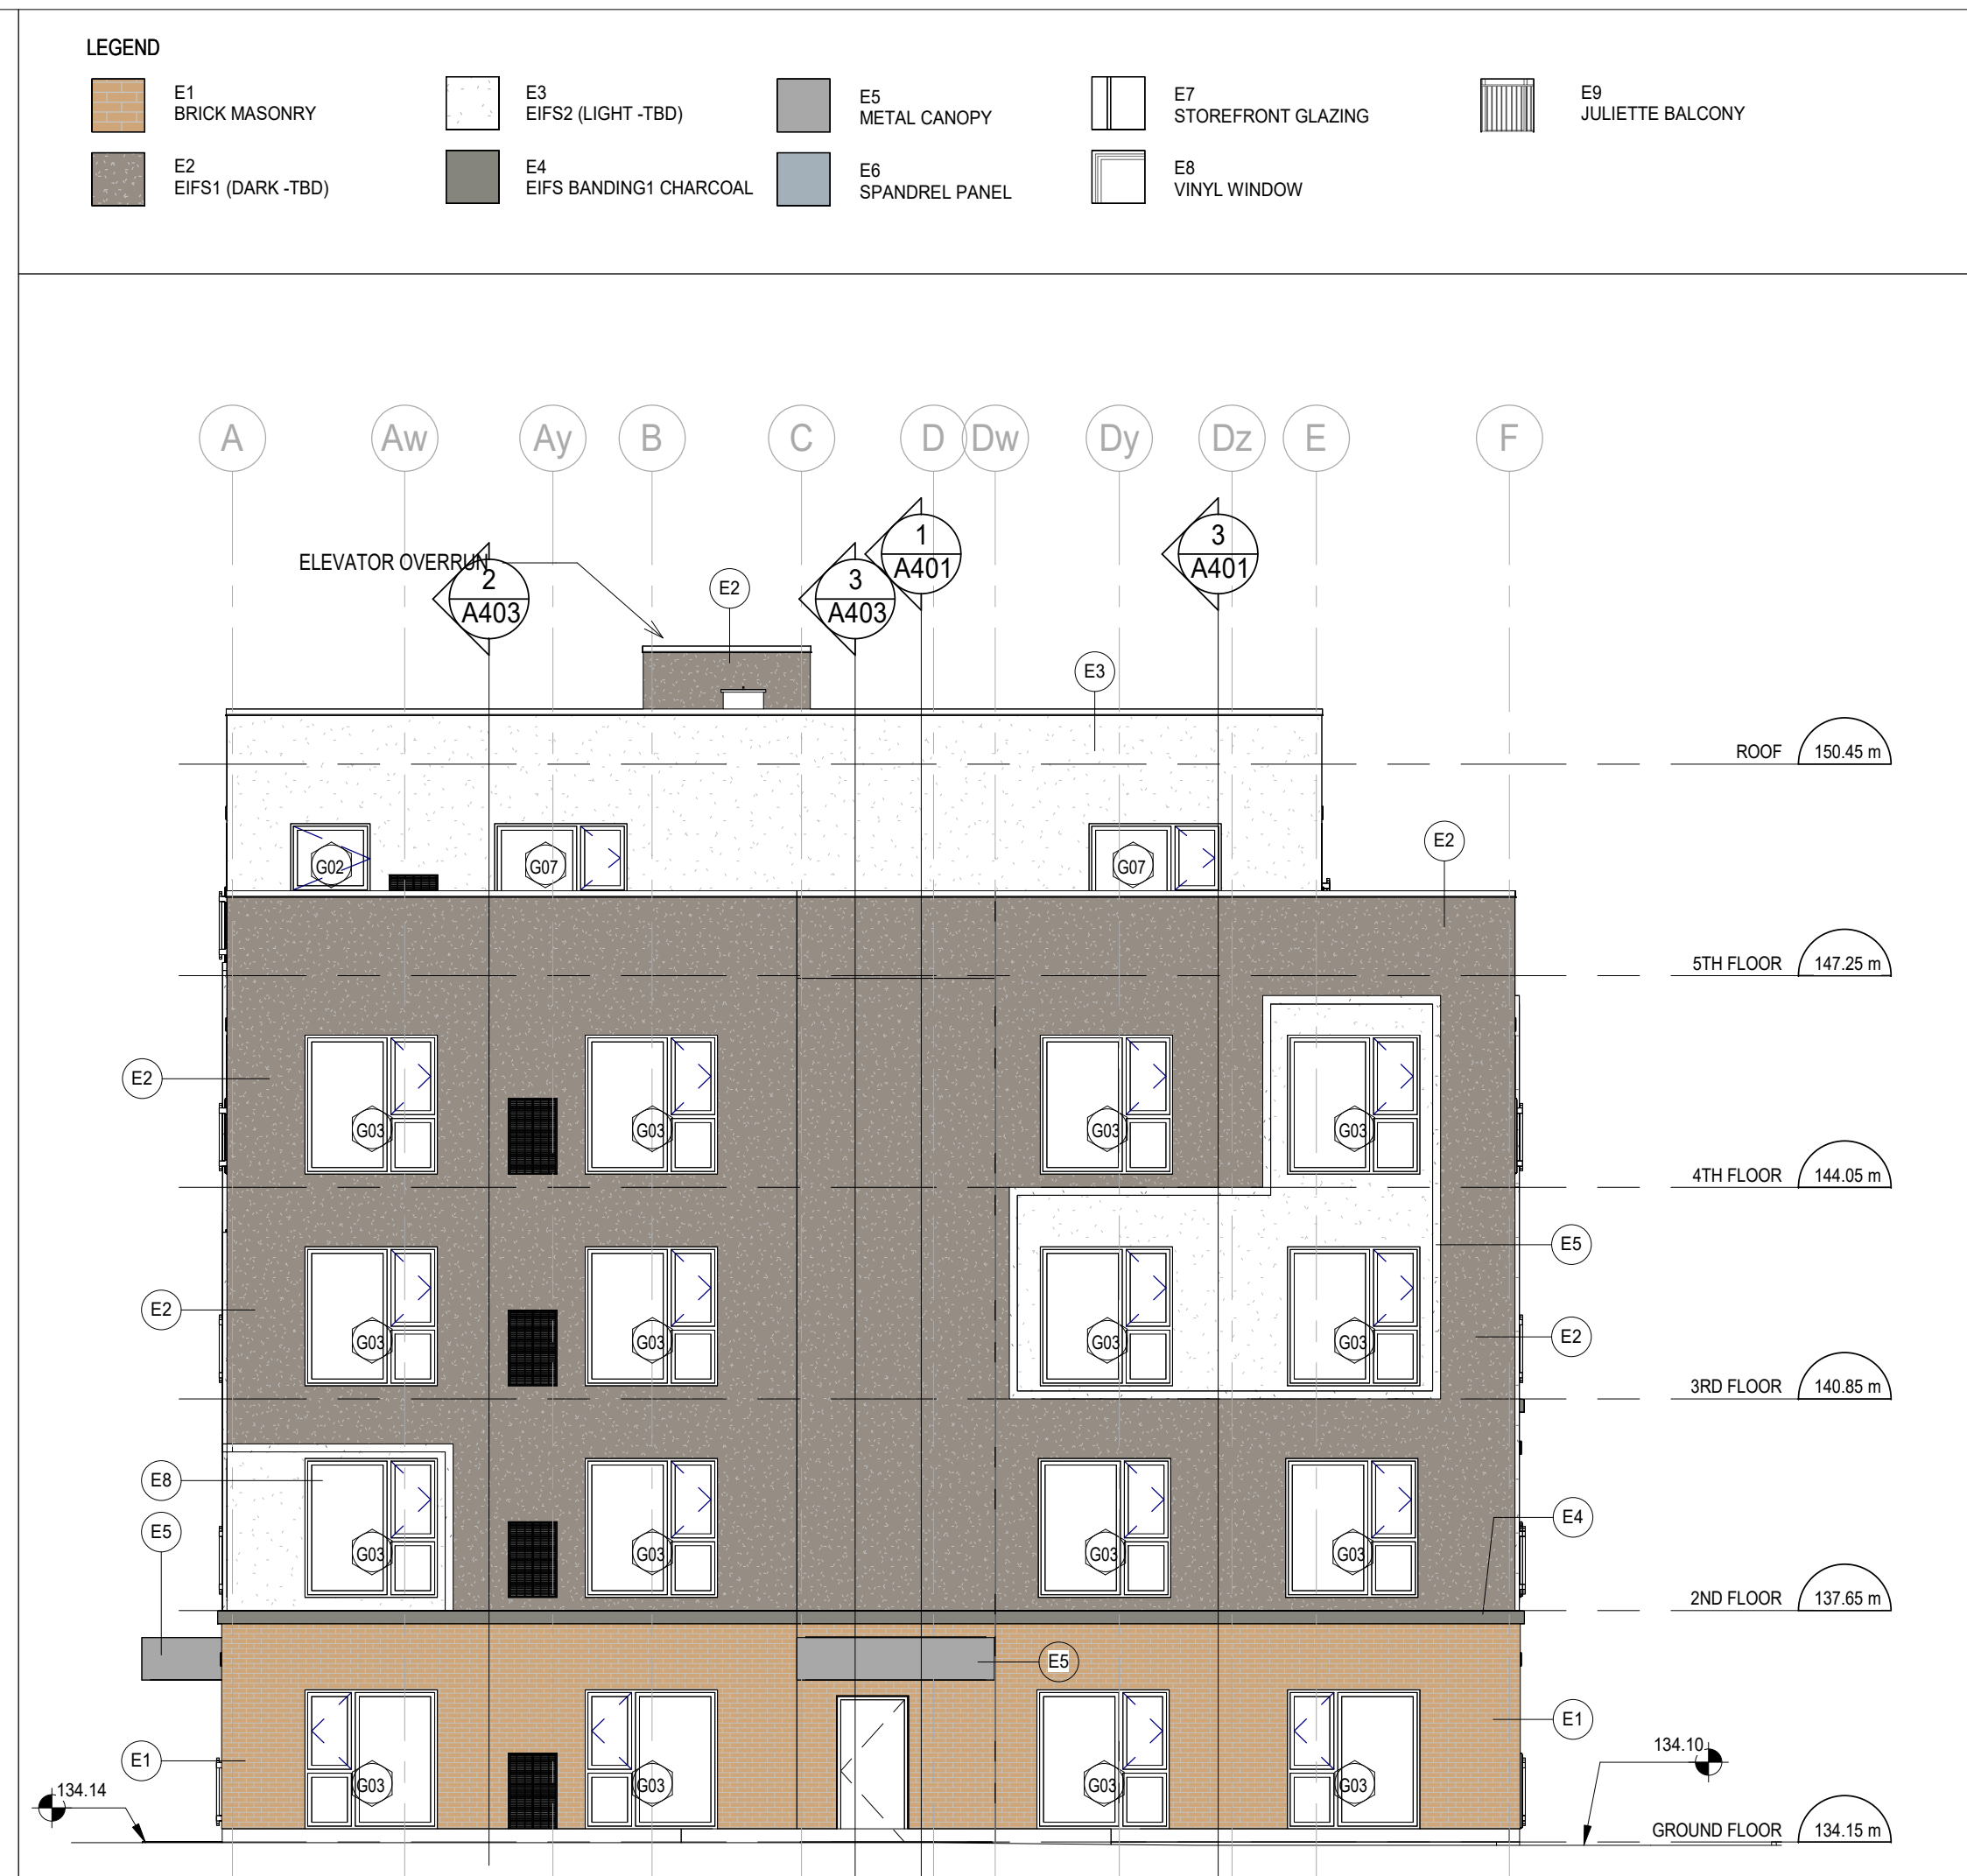 LEGEND
E1
BRICK MASONRY
E3
EIFS2 (LIGHT -TBD)
E5
METAL CANOPY
E7
STOREFRONT GLAZING
E9
JULIETTE BALCONY
E2
EIFS1 (DARK -TBD)
E4
EIFS BANDING1 CHARCOAL
E6
SPANDREL PANEL
E8
VINYL WINDOW
A Aw Ay B C D Dw Dy Dz E F
ELEVATOR OVERRUN
2
A403
E2
3
A403
1
A401
3
A401
E3
ROOF 150.45 m
G02 G07 G07
E2
5TH FLOOR 147.25 m
E2
G03 G03 G03 G03
4TH FLOOR 144.05 m
E5
E2
G03 G03 G03 G03
E2
3RD FLOOR 140.85 m
E8
E5
G03 G03 G03 G03
E4
2ND FLOOR 137.65 m
E5
E1
E1
G03 G03 G03 G03
134.10
134.14
GROUND FLOOR 134.15 m